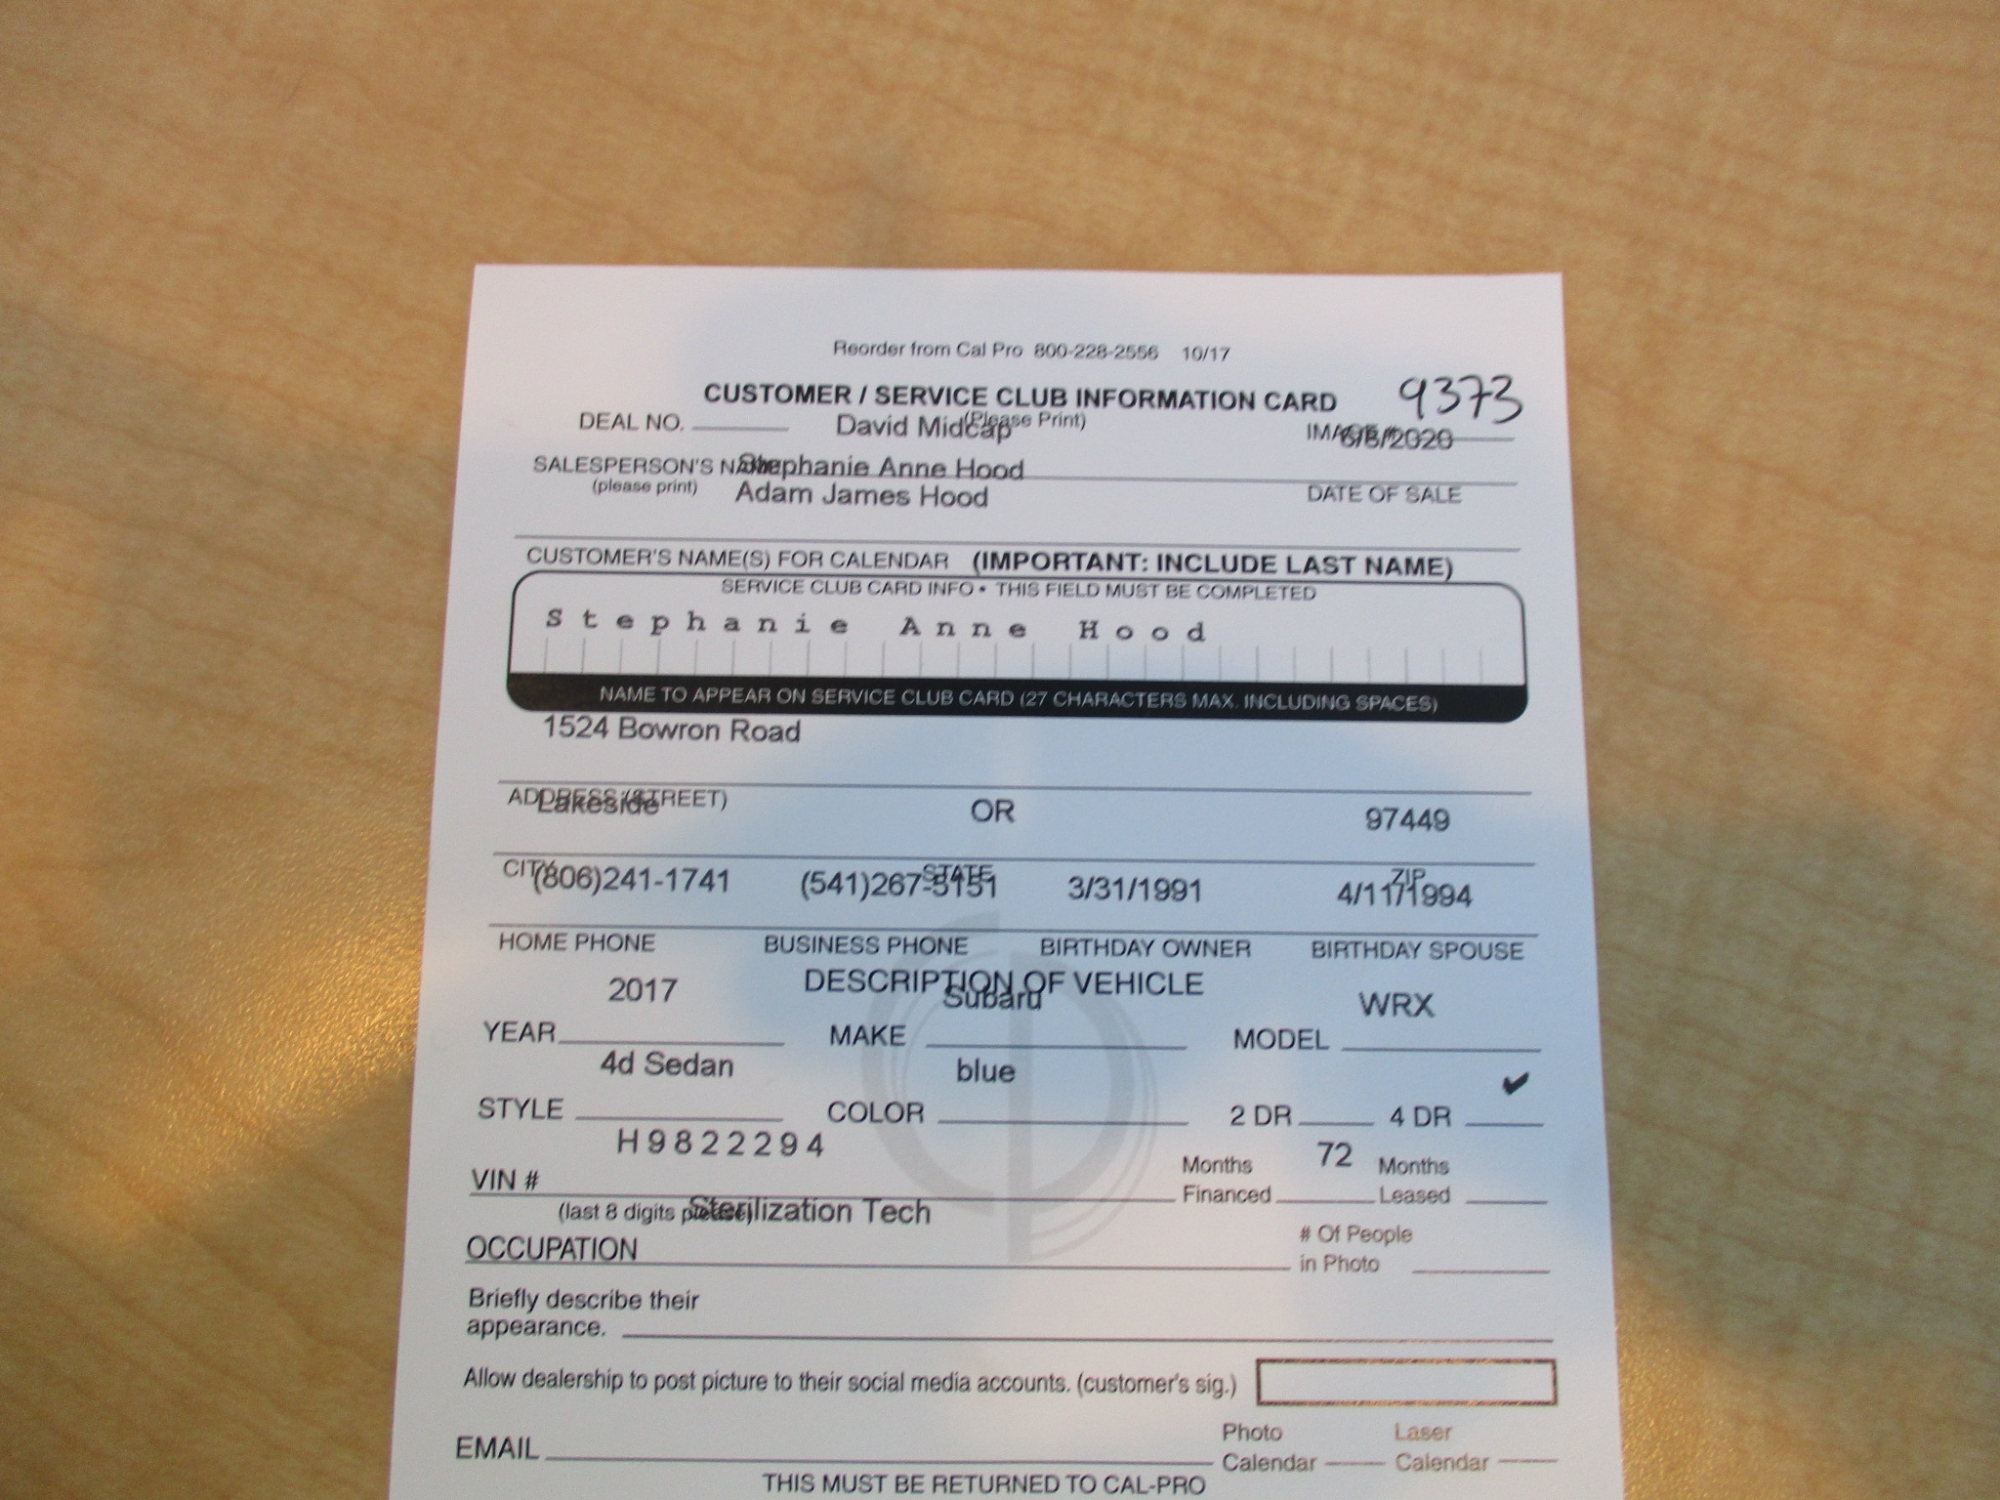 Reorder from Cal Pro 800-228-2556 10/17
CUSTOMER / SERVICE CLUB INFORMATION CARD 9373
DEAL NO. David Midcap (Please Print) IMAGE # 6/8/2020
SALESPERSON'S NAME Stephanie Anne Hood
(please print) Adam James Hood DATE OF SALE
CUSTOMER'S NAME(S) FOR CALENDAR (IMPORTANT: INCLUDE LAST NAME)
SERVICE CLUB CARD INFO • THIS FIELD MUST BE COMPLETED
Stephanie Anne Hood
NAME TO APPEAR ON SERVICE CLUB CARD (27 CHARACTERS MAX. INCLUDING SPACES)
1524 Bowron Road
ADDRESS (STREET)
Lakeside OR 97449
CITY STATE ZIP
(806)241-1741 (541)267-5151 3/31/1991 4/11/1994
HOME PHONE BUSINESS PHONE BIRTHDAY OWNER BIRTHDAY SPOUSE
DESCRIPTION OF VEHICLE
2017 Subaru WRX
YEAR MAKE MODEL
4d Sedan blue ✔
STYLE COLOR 2 DR 4 DR
H9822294 72
VIN # Months Financed Months Leased
(last 8 digits please) Sterilization Tech
OCCUPATION # Of People in Photo
Briefly describe their
appearance.
Allow dealership to post picture to their social media accounts. (customer's sig.)
EMAIL Photo Calendar Laser Calendar
THIS MUST BE RETURNED TO CAL-PRO